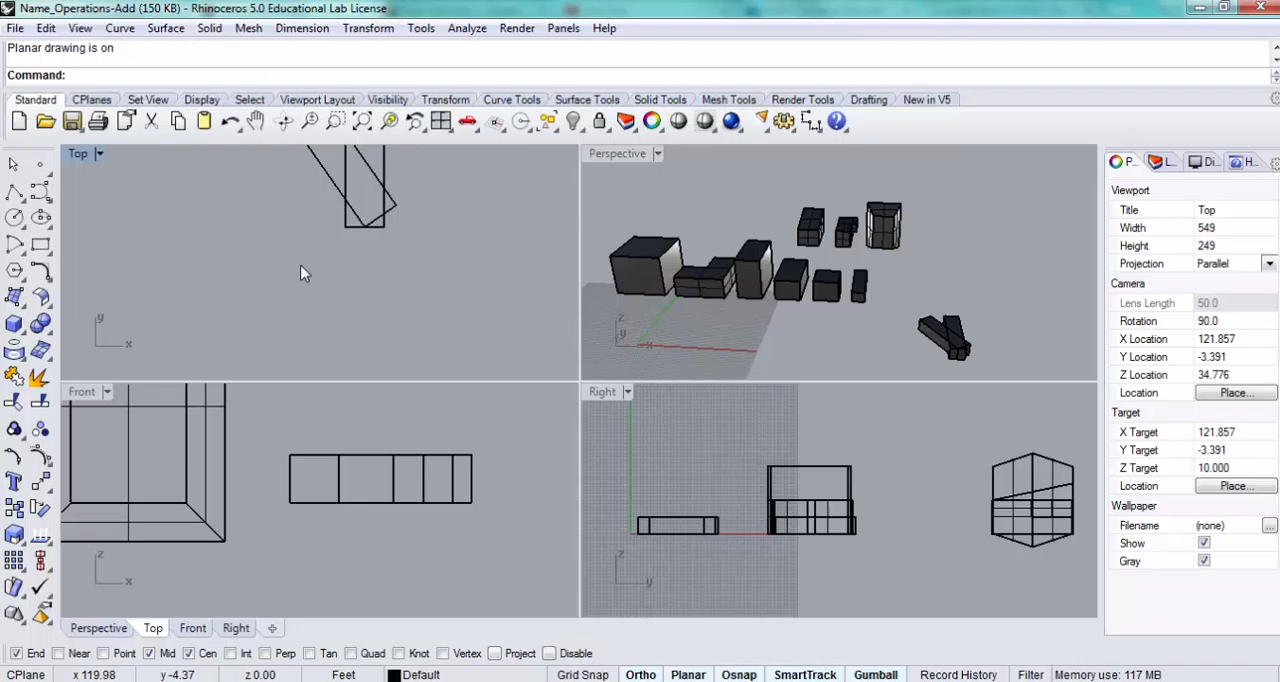 Name_Operations-Add (150 KB) - Rhinoceros 5.0 Educational Lab License
File Edit View Curve Surface Solid Mesh Dimension Transform Tools Analyze Render Panels Help
Planar drawing is on
Command:
Standard CPlanes Set View Display Select Viewport Layout Visibility Transform Curve Tools Surface Tools Solid Tools Mesh Tools Render Tools Drafting New in V5
Top Perspective
P... L... Di... H...
Viewport
Title Top
Width 549
Height 249
Projection Parallel
Camera
Lens Length 50.0
Rotation 90.0
X Location 121.857
Y Location -3.391
Z Location 34.776
Location Place...
Target
X Target 121.857
Y Target -3.391
Z Target 10.000
Location Place...
Wallpaper
Filename (none) ...
Show
Gray
y x
z y x
Front Right
z x
z y
Perspective Top Front Right
End Near Point Mid Cen Int Perp Tan Quad Knot Vertex Project Disable
CPlane x 119.98 y -4.37 z 0.00 Feet Default Grid Snap Ortho Planar Osnap SmartTrack Gumball Record History Filter Memory use: 117 MB